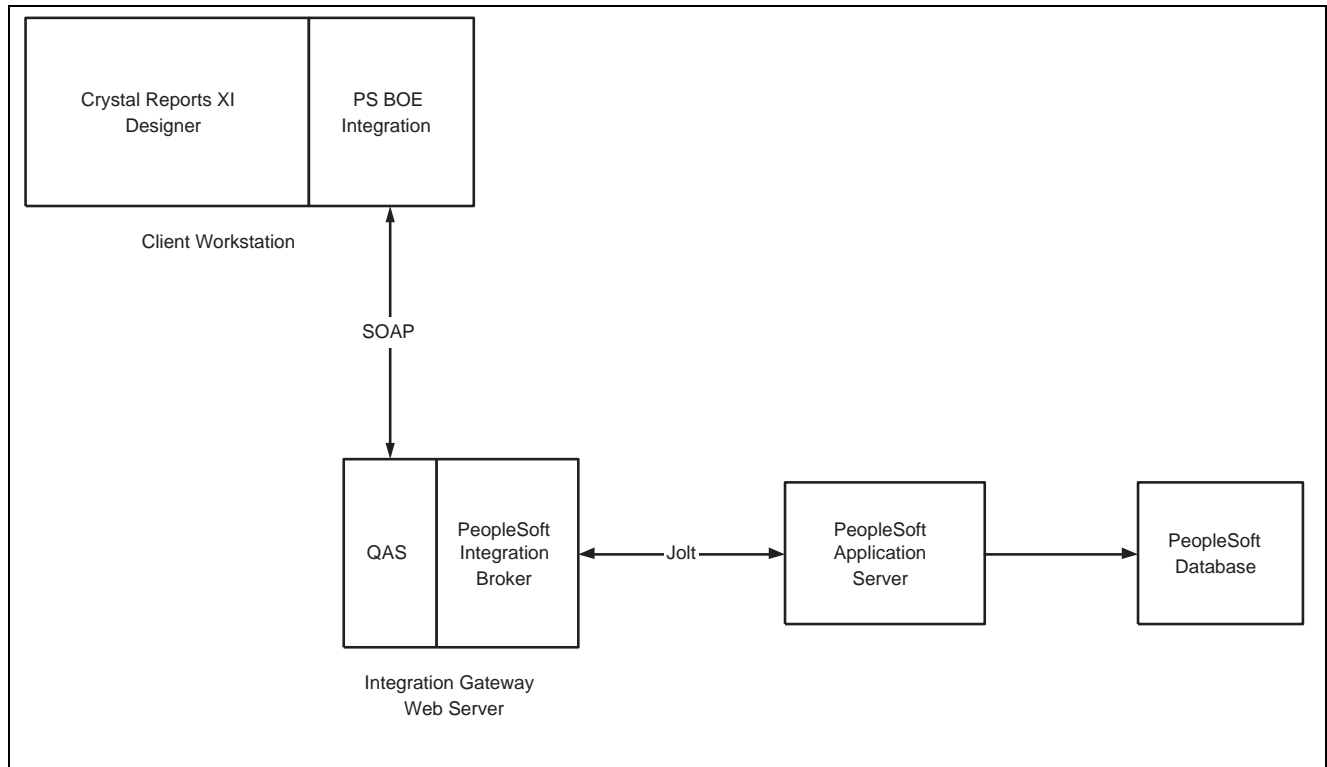 Crystal Reports XI
Designer
PS BOE
Integration
Client Workstation
SOAP
QAS
PeopleSoft
Integration
Broker
Jolt
PeopleSoft
Application
Server
PeopleSoft
Database
Integration Gateway
Web Server